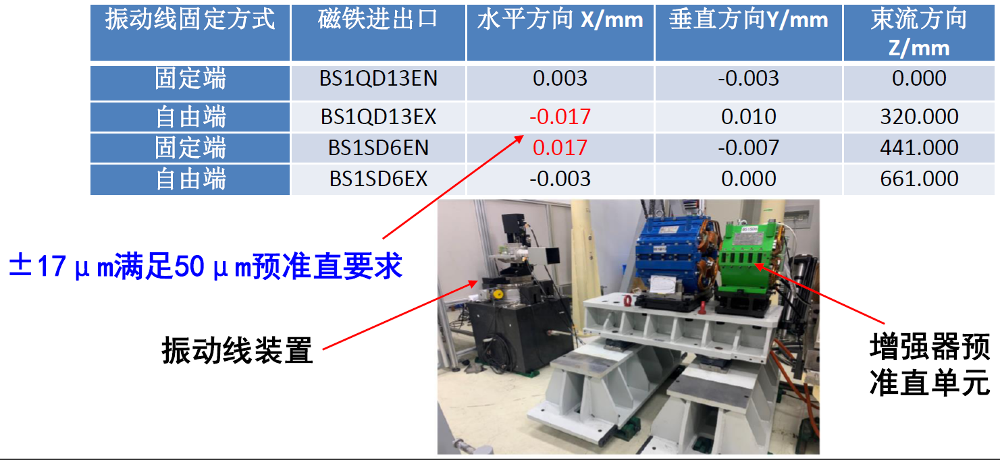 振动线固定方式 磁铁进出口 水平方向 X/mm 垂直方向Y/mm 束流方向
Z/mm
固定端 BS1QD13EN 0.003 -0.003 0.000
自由端 BS1QD13EX -0.017 0.010 320.000
固定端 BS1SD6EN 0.017 -0.007 441.000
自由端 BS1SD6EX -0.003 0.000 661.000
±17μm满足50μm预准直要求
振动线装置
增强器预
准直单元